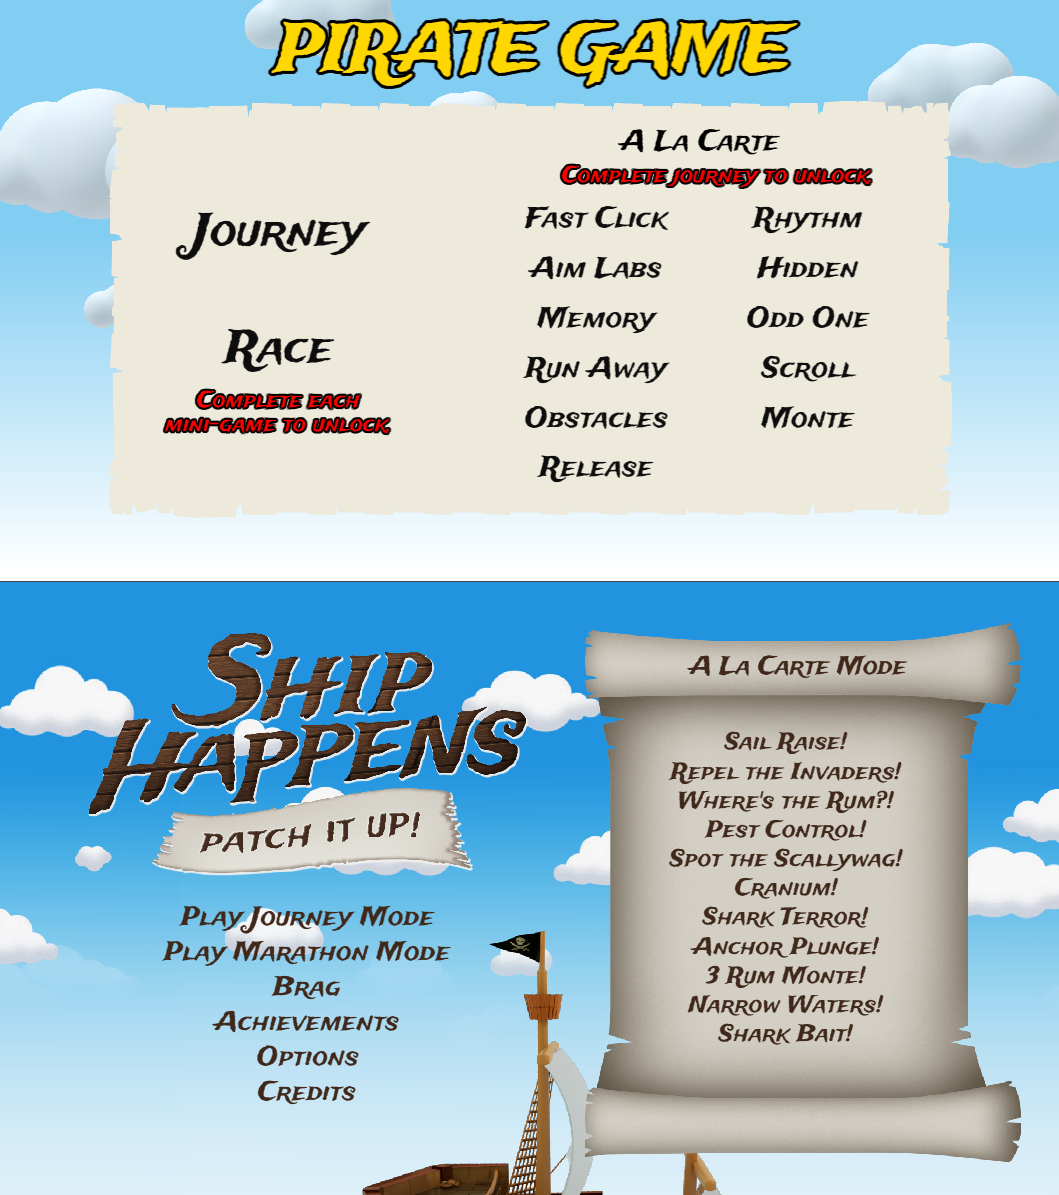 PIRATE GAME
Journey
Race
Complete each
mini-game to unlock.
A La Carte
Complete journey to unlock.
Fast Click
Rhythm
Aim Labs
Hidden
Memory
Odd One
Run Away
Scroll
Obstacles
Monte
Release
Ship
Happens
PATCH IT UP!
Play Journey Mode
Play Marathon Mode
Brag
Achievements
Options
Credits
A La Carte Mode
Sail Raise!
Repel the Invaders!
Where's the Rum?!
Pest Control!
Spot the Scallywag!
Cranium!
Shark Terror!
Anchor Plunge!
3 Rum Monte!
Narrow Waters!
Shark Bait!